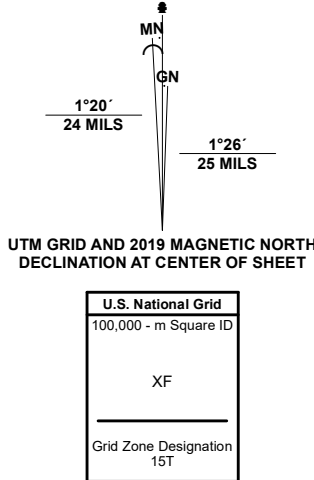 MN
GN
1°20´
24 MILS
1°26´
25 MILS
UTM GRID AND 2019 MAGNETIC NORTH
DECLINATION AT CENTER OF SHEET
U.S. National Grid
100,000 - m Square ID
XF
Grid Zone Designation
15T